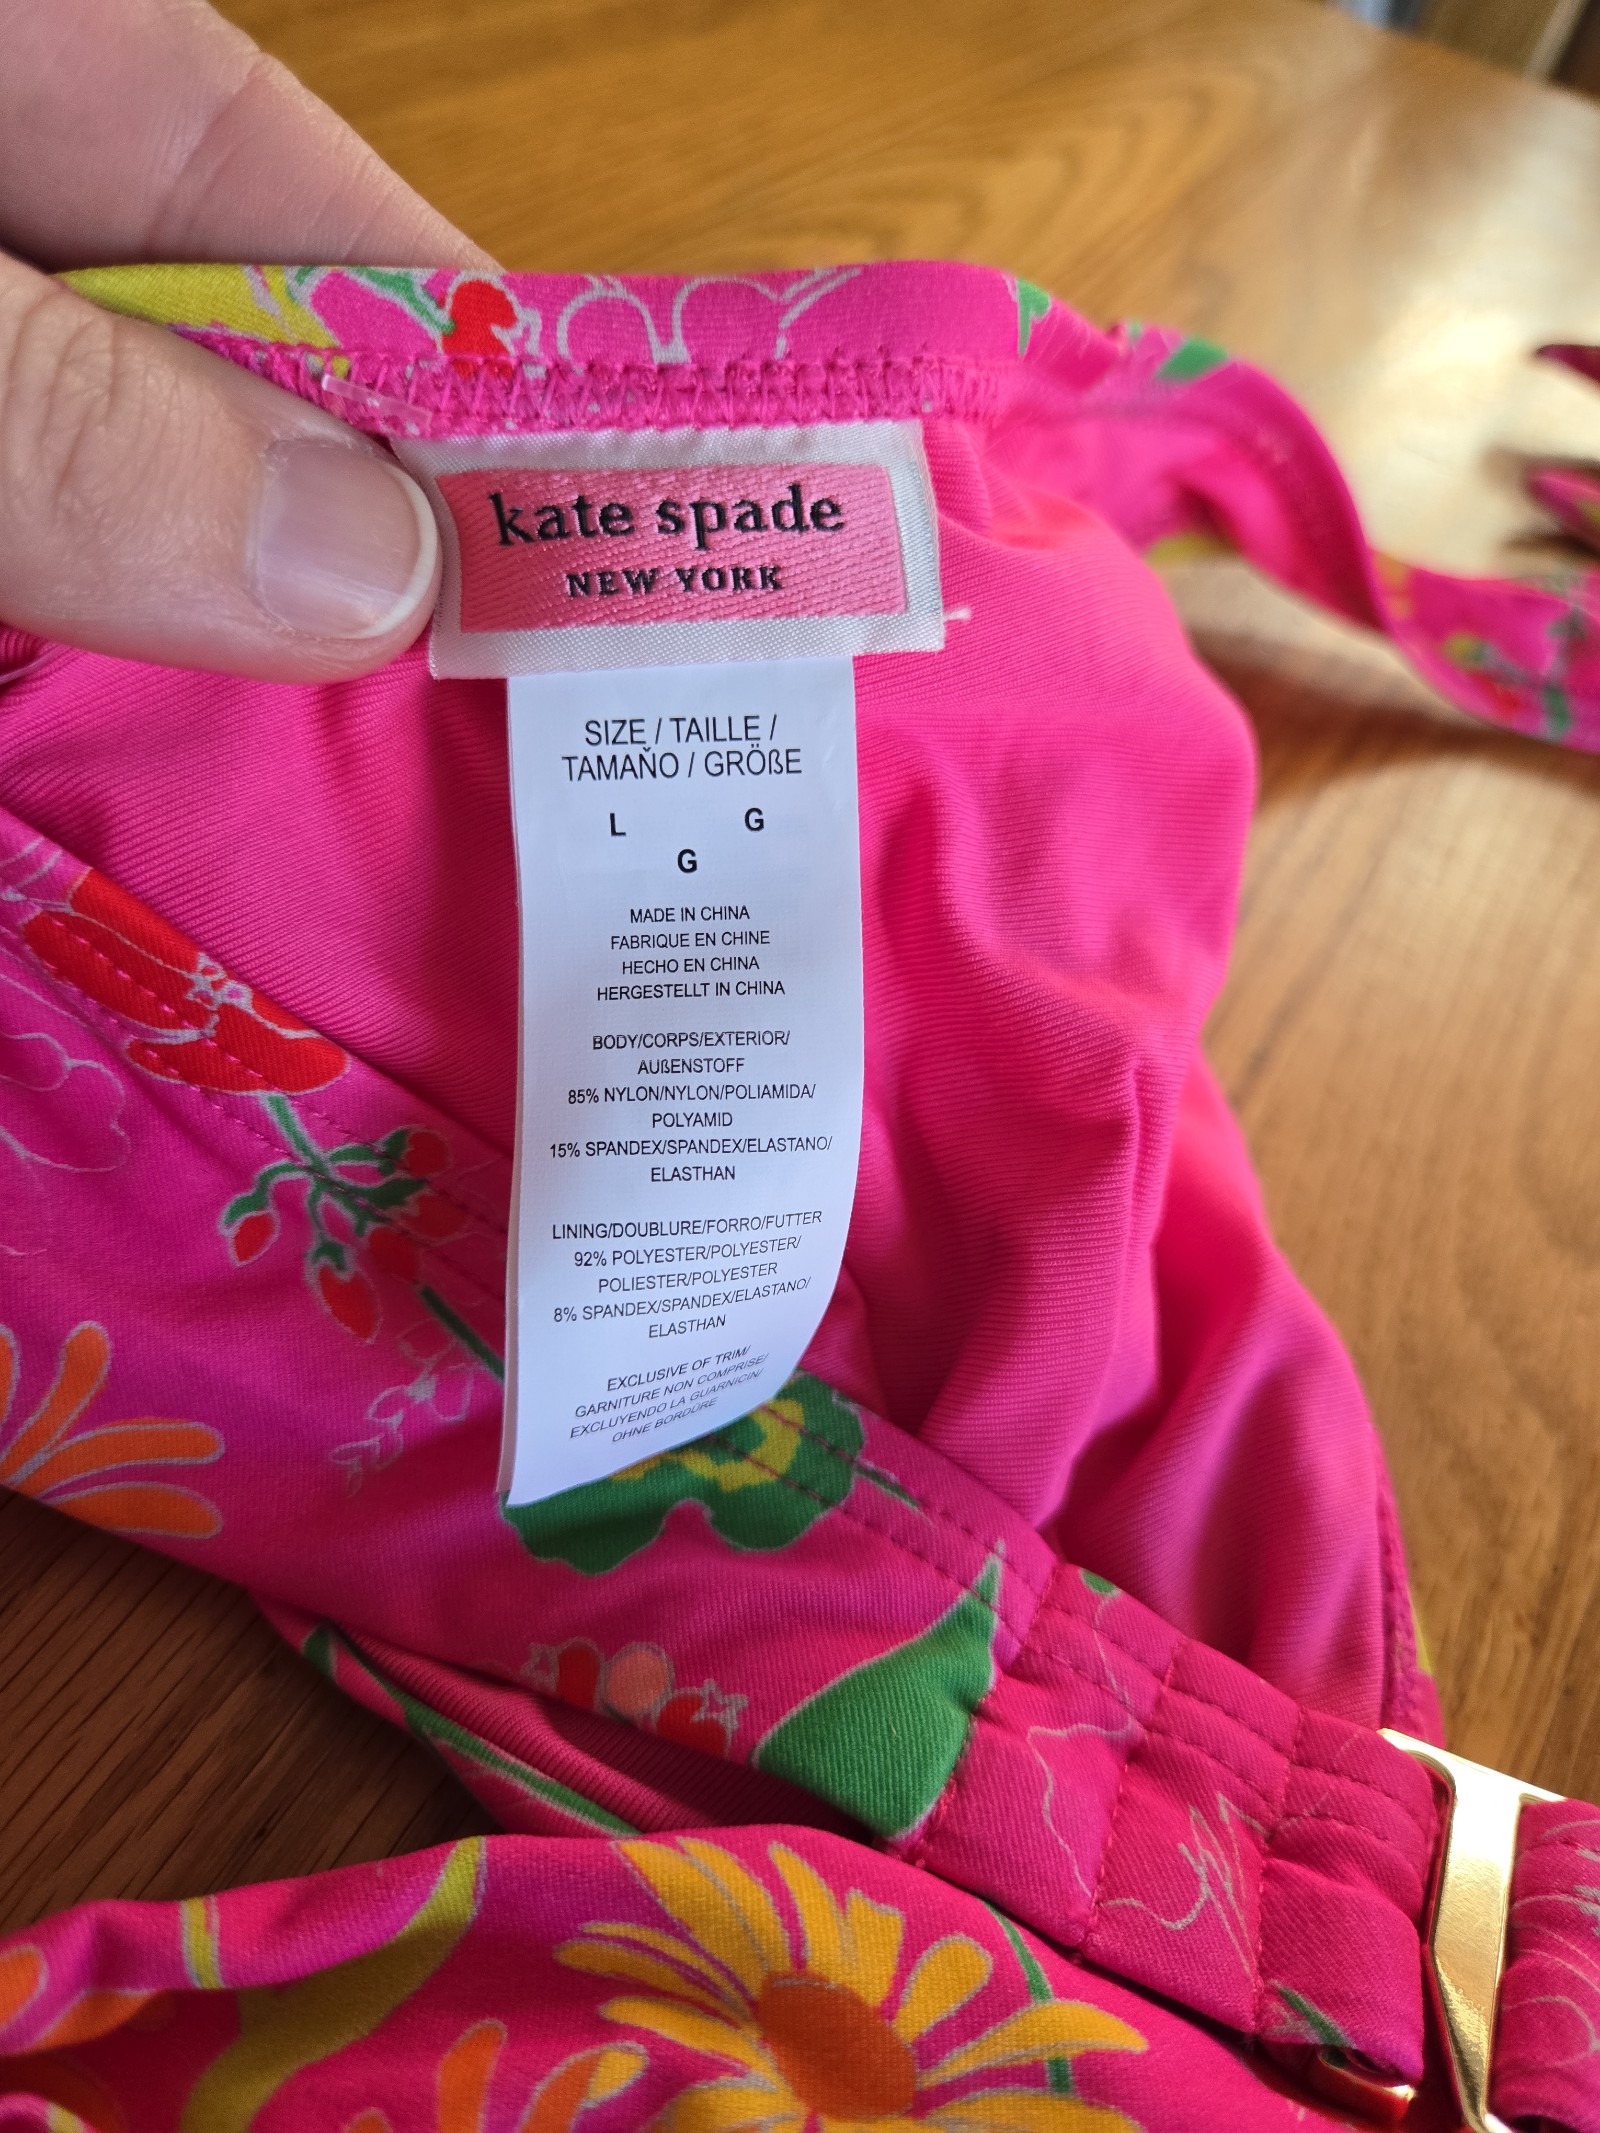 kate spade
NEW YORK
SIZE / TAILLE /
TAMAŇO / GRÖßE
L G
G
MADE IN CHINA
FABRIQUE EN CHINE
HECHO EN CHINA
HERGESTELLT IN CHINA
BODY/CORPS/EXTERIOR/
AUßENSTOFF
85% NYLON/NYLON/POLIAMIDA/
POLYAMID
15% SPANDEX/SPANDEX/ELASTANO/
ELASTHAN
LINING/DOUBLURE/FORRO/FUTTER
92% POLYESTER/POLYESTER/
POLIESTER/POLYESTER
8% SPANDEX/SPANDEX/ELASTANO/
ELASTHAN
EXCLUSIVE OF TRIM/
GARNITURE NON COMPRISE/
EXCLUYENDO LA GUARNICIN/
OHNE BORDÜRE